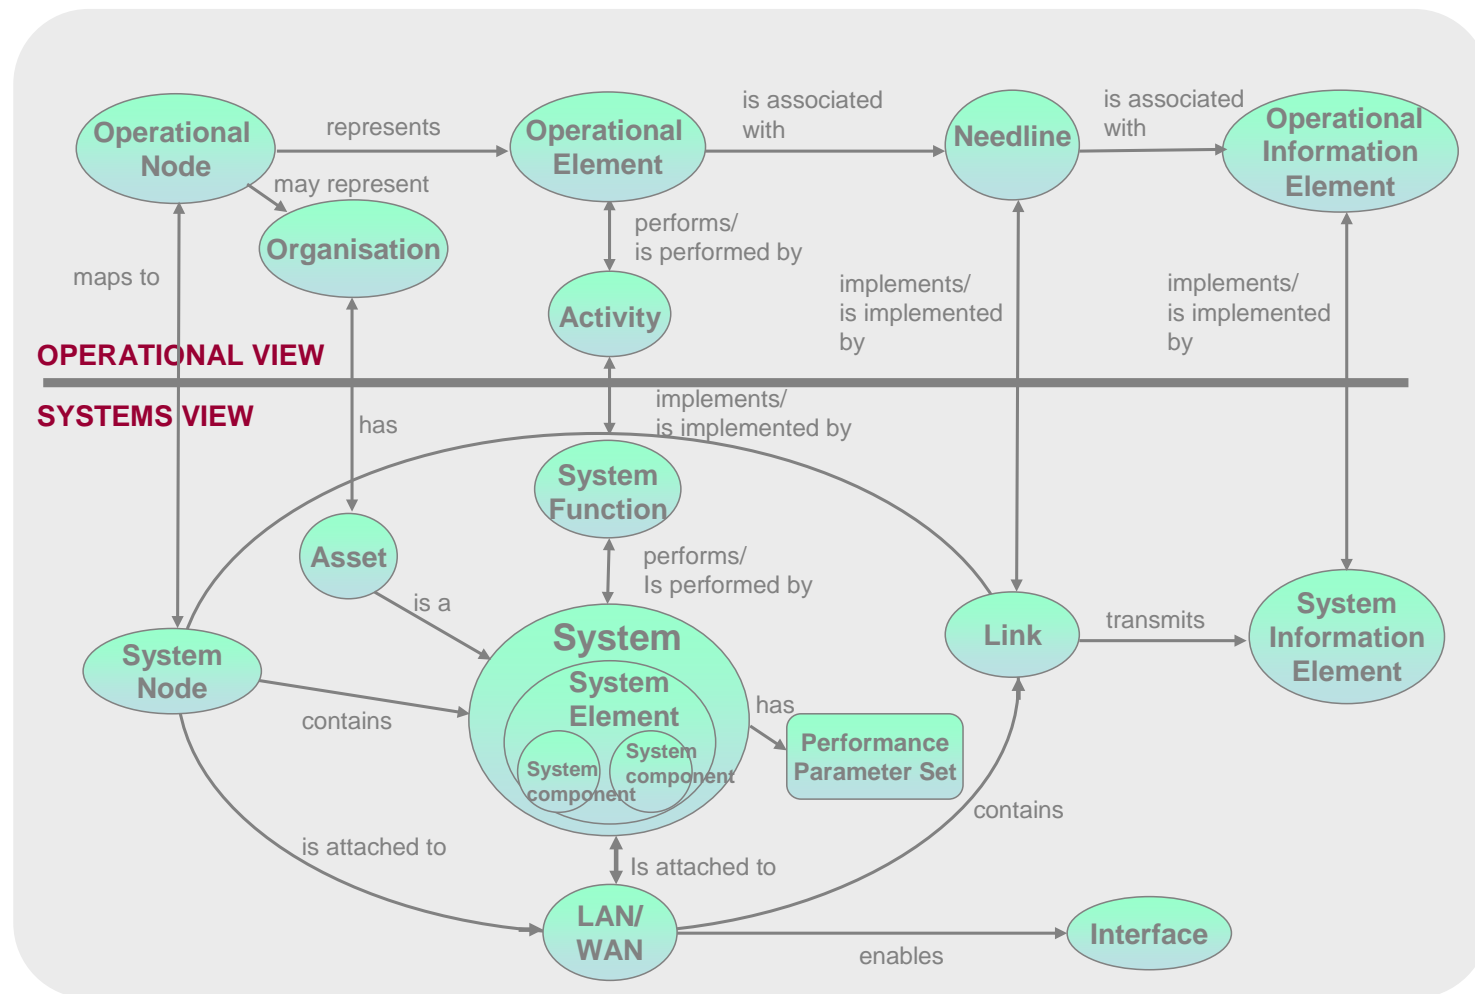 Operational
Node
represents
Operational
Element
is associated
with
Needline
is associated
with
Operational
Information
Element
may represent
Organisation
performs/
is performed by
maps to
Activity
implements/
is implemented
by
implements/
is implemented
by
OPERATIONAL VIEW
SYSTEMS VIEW
has
implements/
is implemented by
System
Function
Asset
performs/
Is performed by
is a
System
Node
System
Link
transmits
System
Information
Element
System
Element
contains
has
System
component
System
component
Performance
Parameter Set
contains
is attached to
Is attached to
LAN/
WAN
enables
Interface